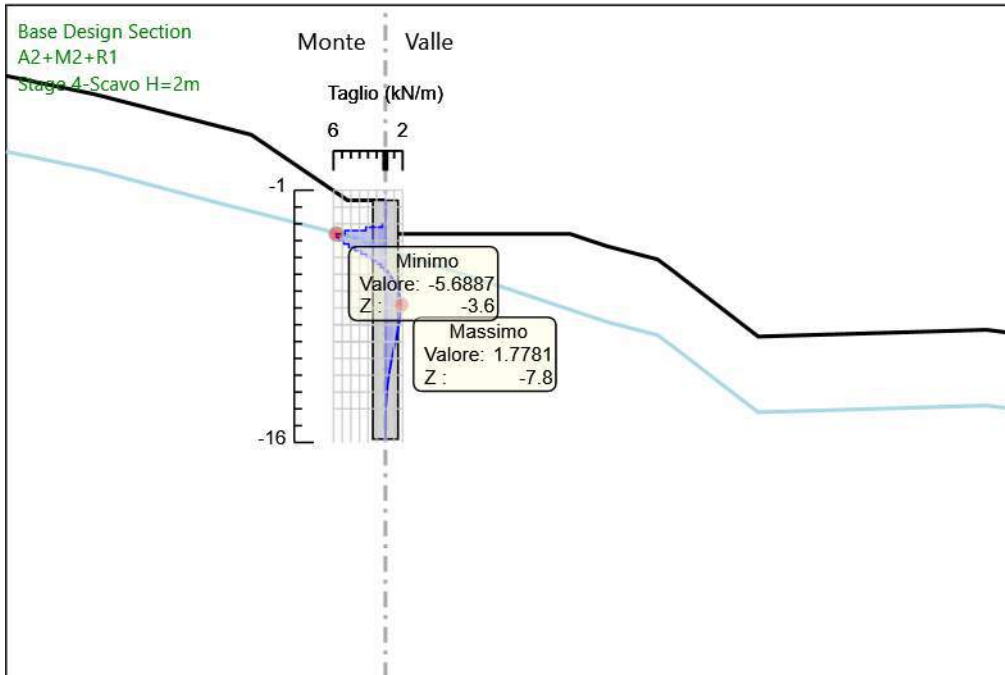 Base Design Section
A2+M2+R1
Stage 4-Scavo H=2m
Monte Valle
Taglio (kN/m)
6 2
-1
Minimo
Valore: -5.6887
Z : -3.6
Massimo
Valore: 1.7781
Z : -7.8
-16